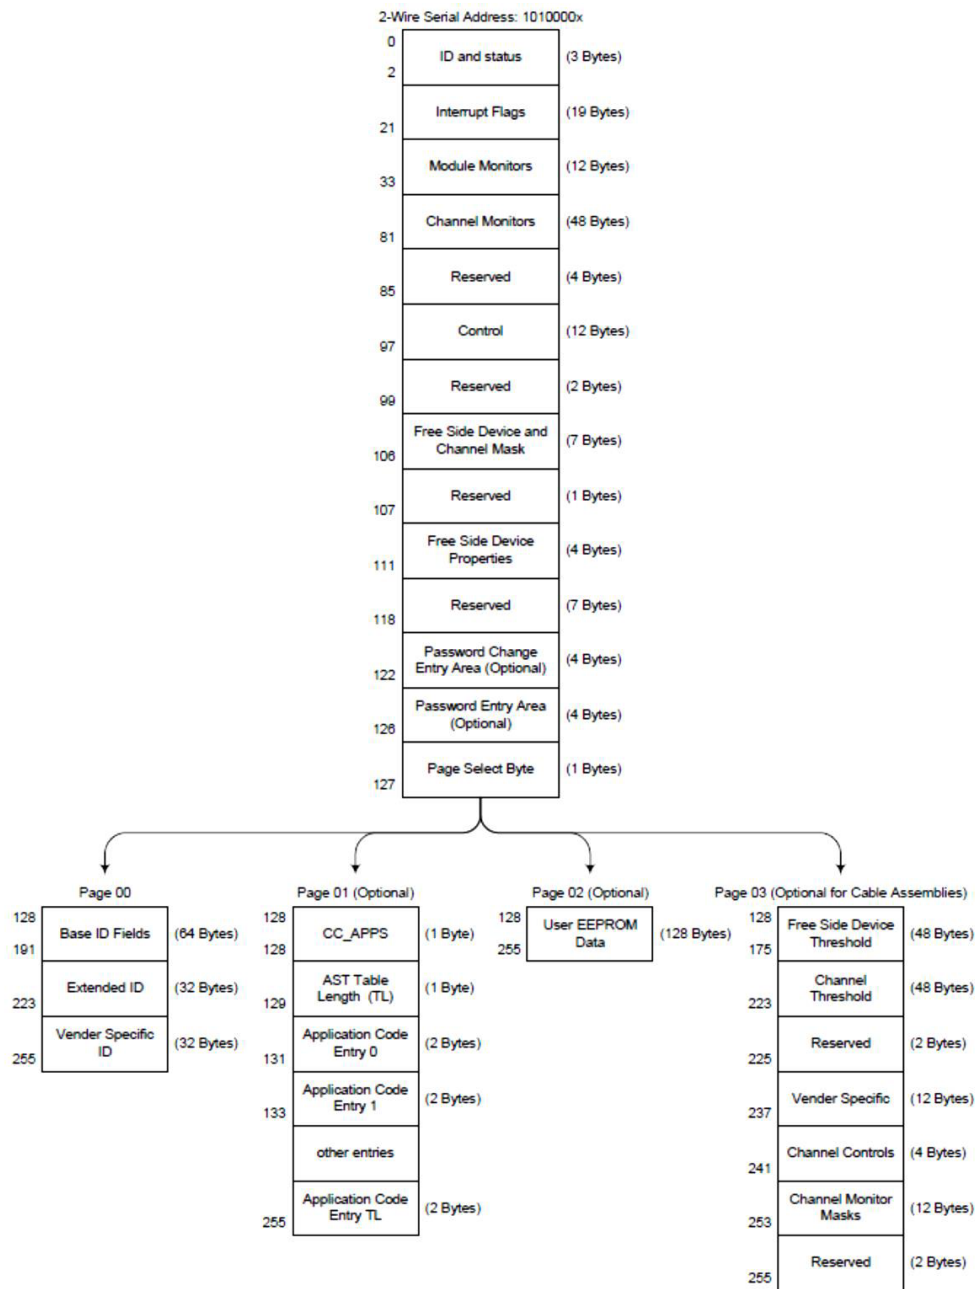 2-Wire Serial Address: 1010000x
0
ID and status (3 Bytes)
2
Interrupt Flags (19 Bytes)
21
Module Monitors (12 Bytes)
33
Channel Monitors (48 Bytes)
81
Reserved (4 Bytes)
85
Control (12 Bytes)
97
Reserved (2 Bytes)
99
Free Side Device and
Channel Mask (7 Bytes)
106
Reserved (1 Bytes)
107
Free Side Device
Properties (4 Bytes)
111
Reserved (7 Bytes)
118
Password Change
Entry Area (Optional) (4 Bytes)
122
Password Entry Area
(Optional) (4 Bytes)
126
Page Select Byte (1 Bytes)
127
Page 00
128
Base ID Fields (64 Bytes)
191
Extended ID (32 Bytes)
223
Vender Specific
ID (32 Bytes)
255
Page 01 (Optional)
128
CC_APPS (1 Byte)
128
AST Table
Length (TL) (1 Byte)
129
Application Code
Entry 0 (2 Bytes)
131
Application Code
Entry 1 (2 Bytes)
133
other entries
Application Code
Entry TL (2 Bytes)
255
Page 02 (Optional)
128
User EEPROM
Data (128 Bytes)
255
Page 03 (Optional for Cable Assemblies)
128
Free Side Device
Threshold (48 Bytes)
175
Channel
Threshold (48 Bytes)
223
Reserved (2 Bytes)
225
Vender Specific (12 Bytes)
237
Channel Controls (4 Bytes)
241
Channel Monitor
Masks (12 Bytes)
253
Reserved (2 Bytes)
255